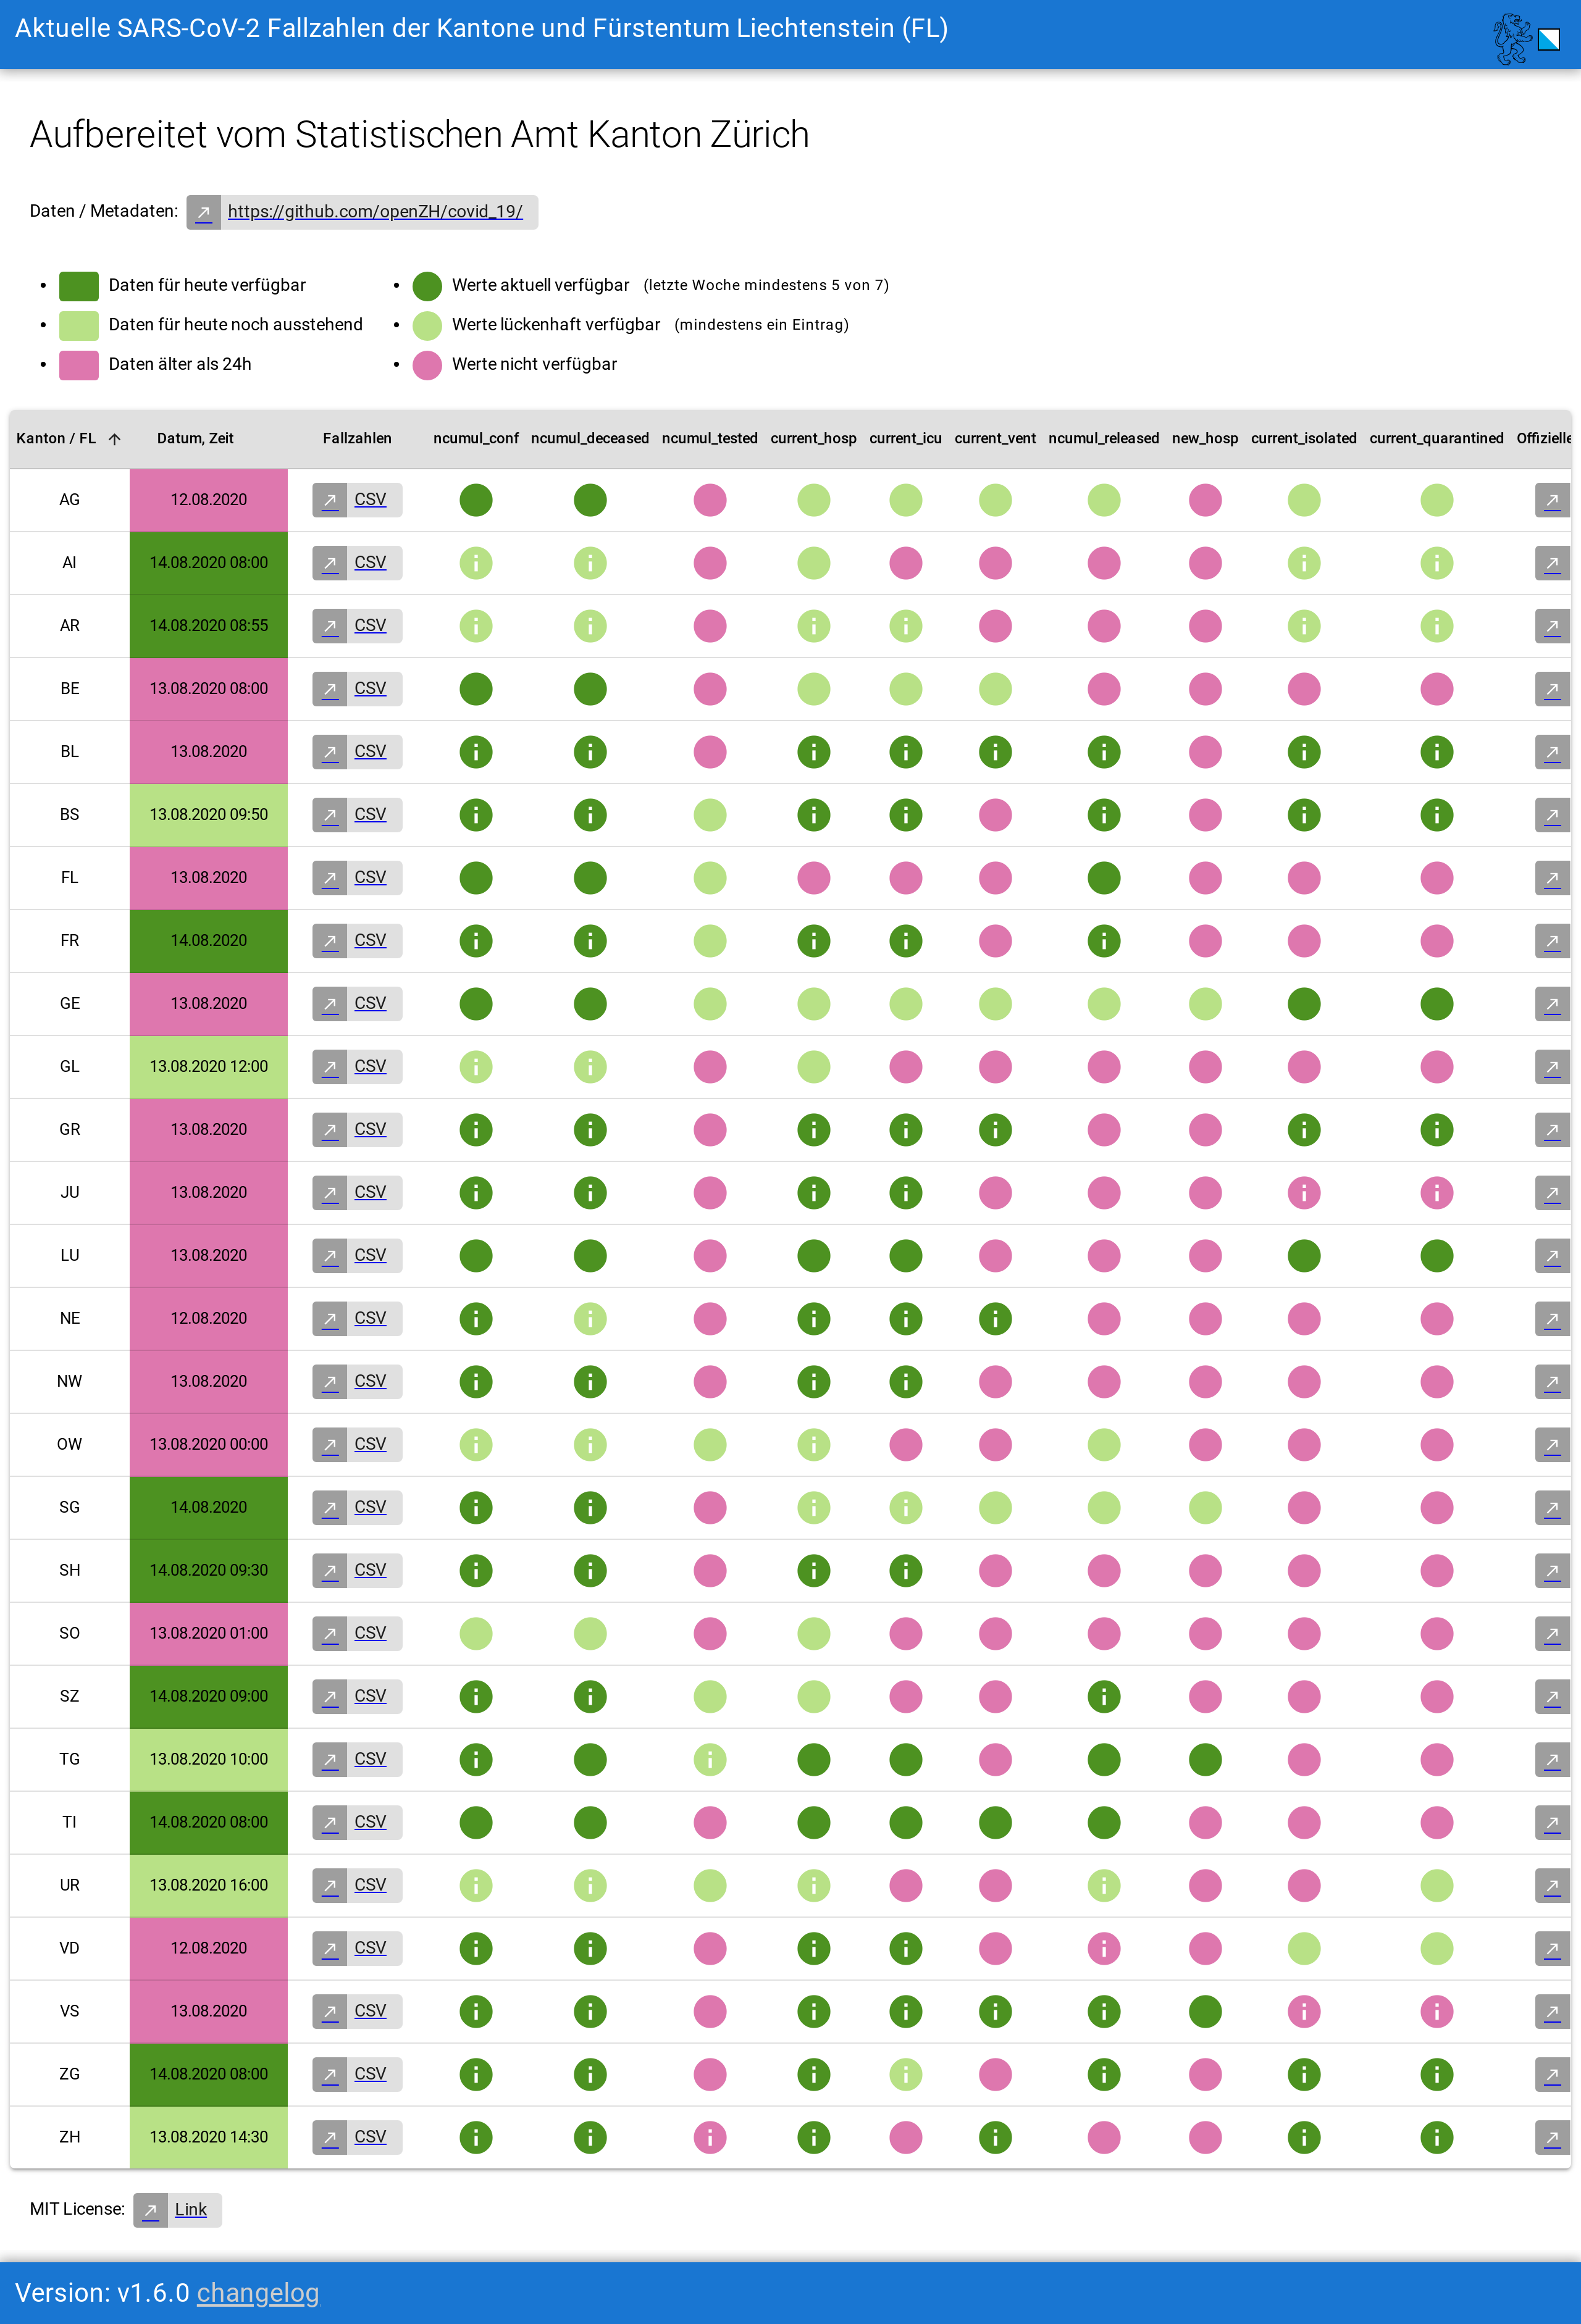 Aktuelle SARS-CoV-2 Fallzahlen der Kantone und Fürstentum Liechtenstein (FL)
Aufbereitet vom Statistischen Amt Kanton Zürich
Daten / Metadaten: https://github.com/openZH/covid_19/
Daten für heute verfügbar
Daten für heute noch ausstehend
Daten älter als 24h
Werte aktuell verfügbar (letzte Woche mindestens 5 von 7)
Werte lückenhaft verfügbar (mindestens ein Eintrag)
Werte nicht verfügbar
Kanton / FL Datum, Zeit Fallzahlen ncumul_conf ncumul_deceased ncumul_tested current_hosp current_icu current_vent ncumul_released new_hosp current_isolated current_quarantined Offizielle
AG 12.08.2020 CSV
AI 14.08.2020 08:00 CSV
AR 14.08.2020 08:55 CSV
BE 13.08.2020 08:00 CSV
BL 13.08.2020 CSV
BS 13.08.2020 09:50 CSV
FL 13.08.2020 CSV
FR 14.08.2020 CSV
GE 13.08.2020 CSV
GL 13.08.2020 12:00 CSV
GR 13.08.2020 CSV
JU 13.08.2020 CSV
LU 13.08.2020 CSV
NE 12.08.2020 CSV
NW 13.08.2020 CSV
OW 13.08.2020 00:00 CSV
SG 14.08.2020 CSV
SH 14.08.2020 09:30 CSV
SO 13.08.2020 01:00 CSV
SZ 14.08.2020 09:00 CSV
TG 13.08.2020 10:00 CSV
TI 14.08.2020 08:00 CSV
UR 13.08.2020 16:00 CSV
VD 12.08.2020 CSV
VS 13.08.2020 CSV
ZG 14.08.2020 08:00 CSV
ZH 13.08.2020 14:30 CSV
MIT License: Link
Version: v1.6.0 changelog